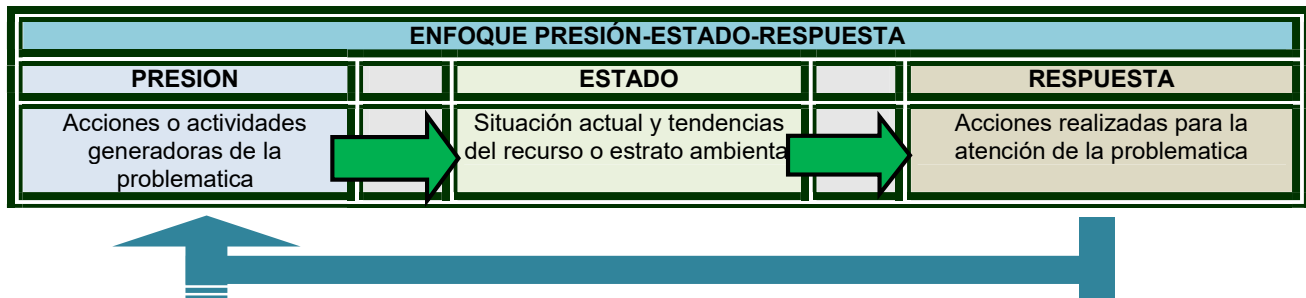 ENFOQUE PRESIÓN-ESTADO-RESPUESTA
PRESION
ESTADO
RESPUESTA
Acciones o actividades
generadoras de la
problematica
Situación actual y tendencias
del recurso o estrato ambienta
Acciones realizadas para la
atención de la problematica